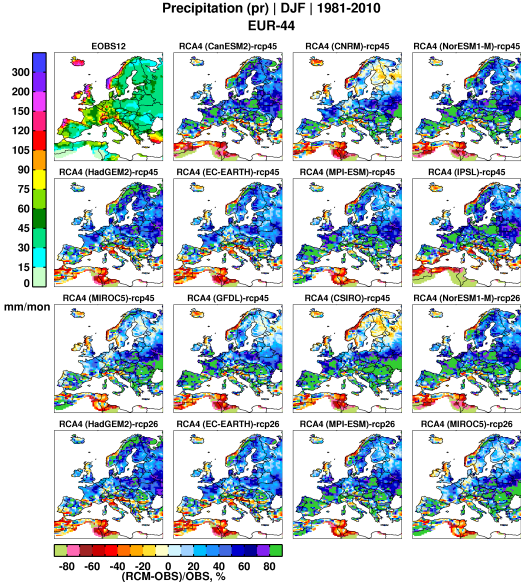 Precipitation (pr) | DJF | 1981-2010
EUR-44
EOBS12
RCA4 (CanESM2)-rcp45
RCA4 (CNRM)-rcp45
RCA4 (NorESM1-M)-rcp45
300
200
150
120
105
90
75
60
45
30
15
0
mm/mon
RCA4 (HadGEM2)-rcp45
RCA4 (EC-EARTH)-rcp45
RCA4 (MPI-ESM)-rcp45
RCA4 (IPSL)-rcp45
RCA4 (MIROC5)-rcp45
RCA4 (GFDL)-rcp45
RCA4 (CSIRO)-rcp45
RCA4 (NorESM1-M)-rcp26
RCA4 (HadGEM2)-rcp26
RCA4 (EC-EARTH)-rcp26
RCA4 (MPI-ESM)-rcp26
RCA4 (MIROC5)-rcp26
-80 -60 -40 -20 0 20 40 60 80
(RCM-OBS)/OBS, %